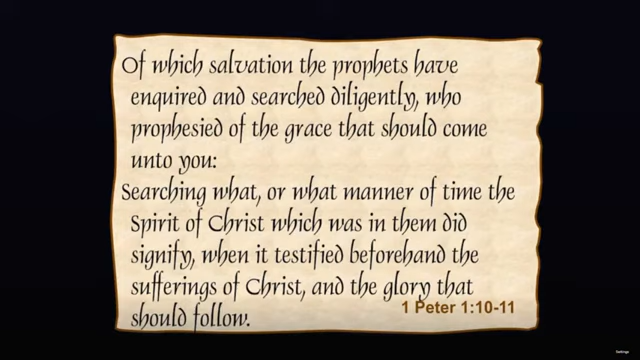 Of which salvation the prophets have
enquired and searched diligently, who
prophesied of the grace that should come
unto you:
Searching what, or what manner of time the
Spirit of Christ which was in them did
signify, when it testified beforehand the
sufferings of Christ, and the glory that
should follow.
1 Peter 1:10-11
Settings